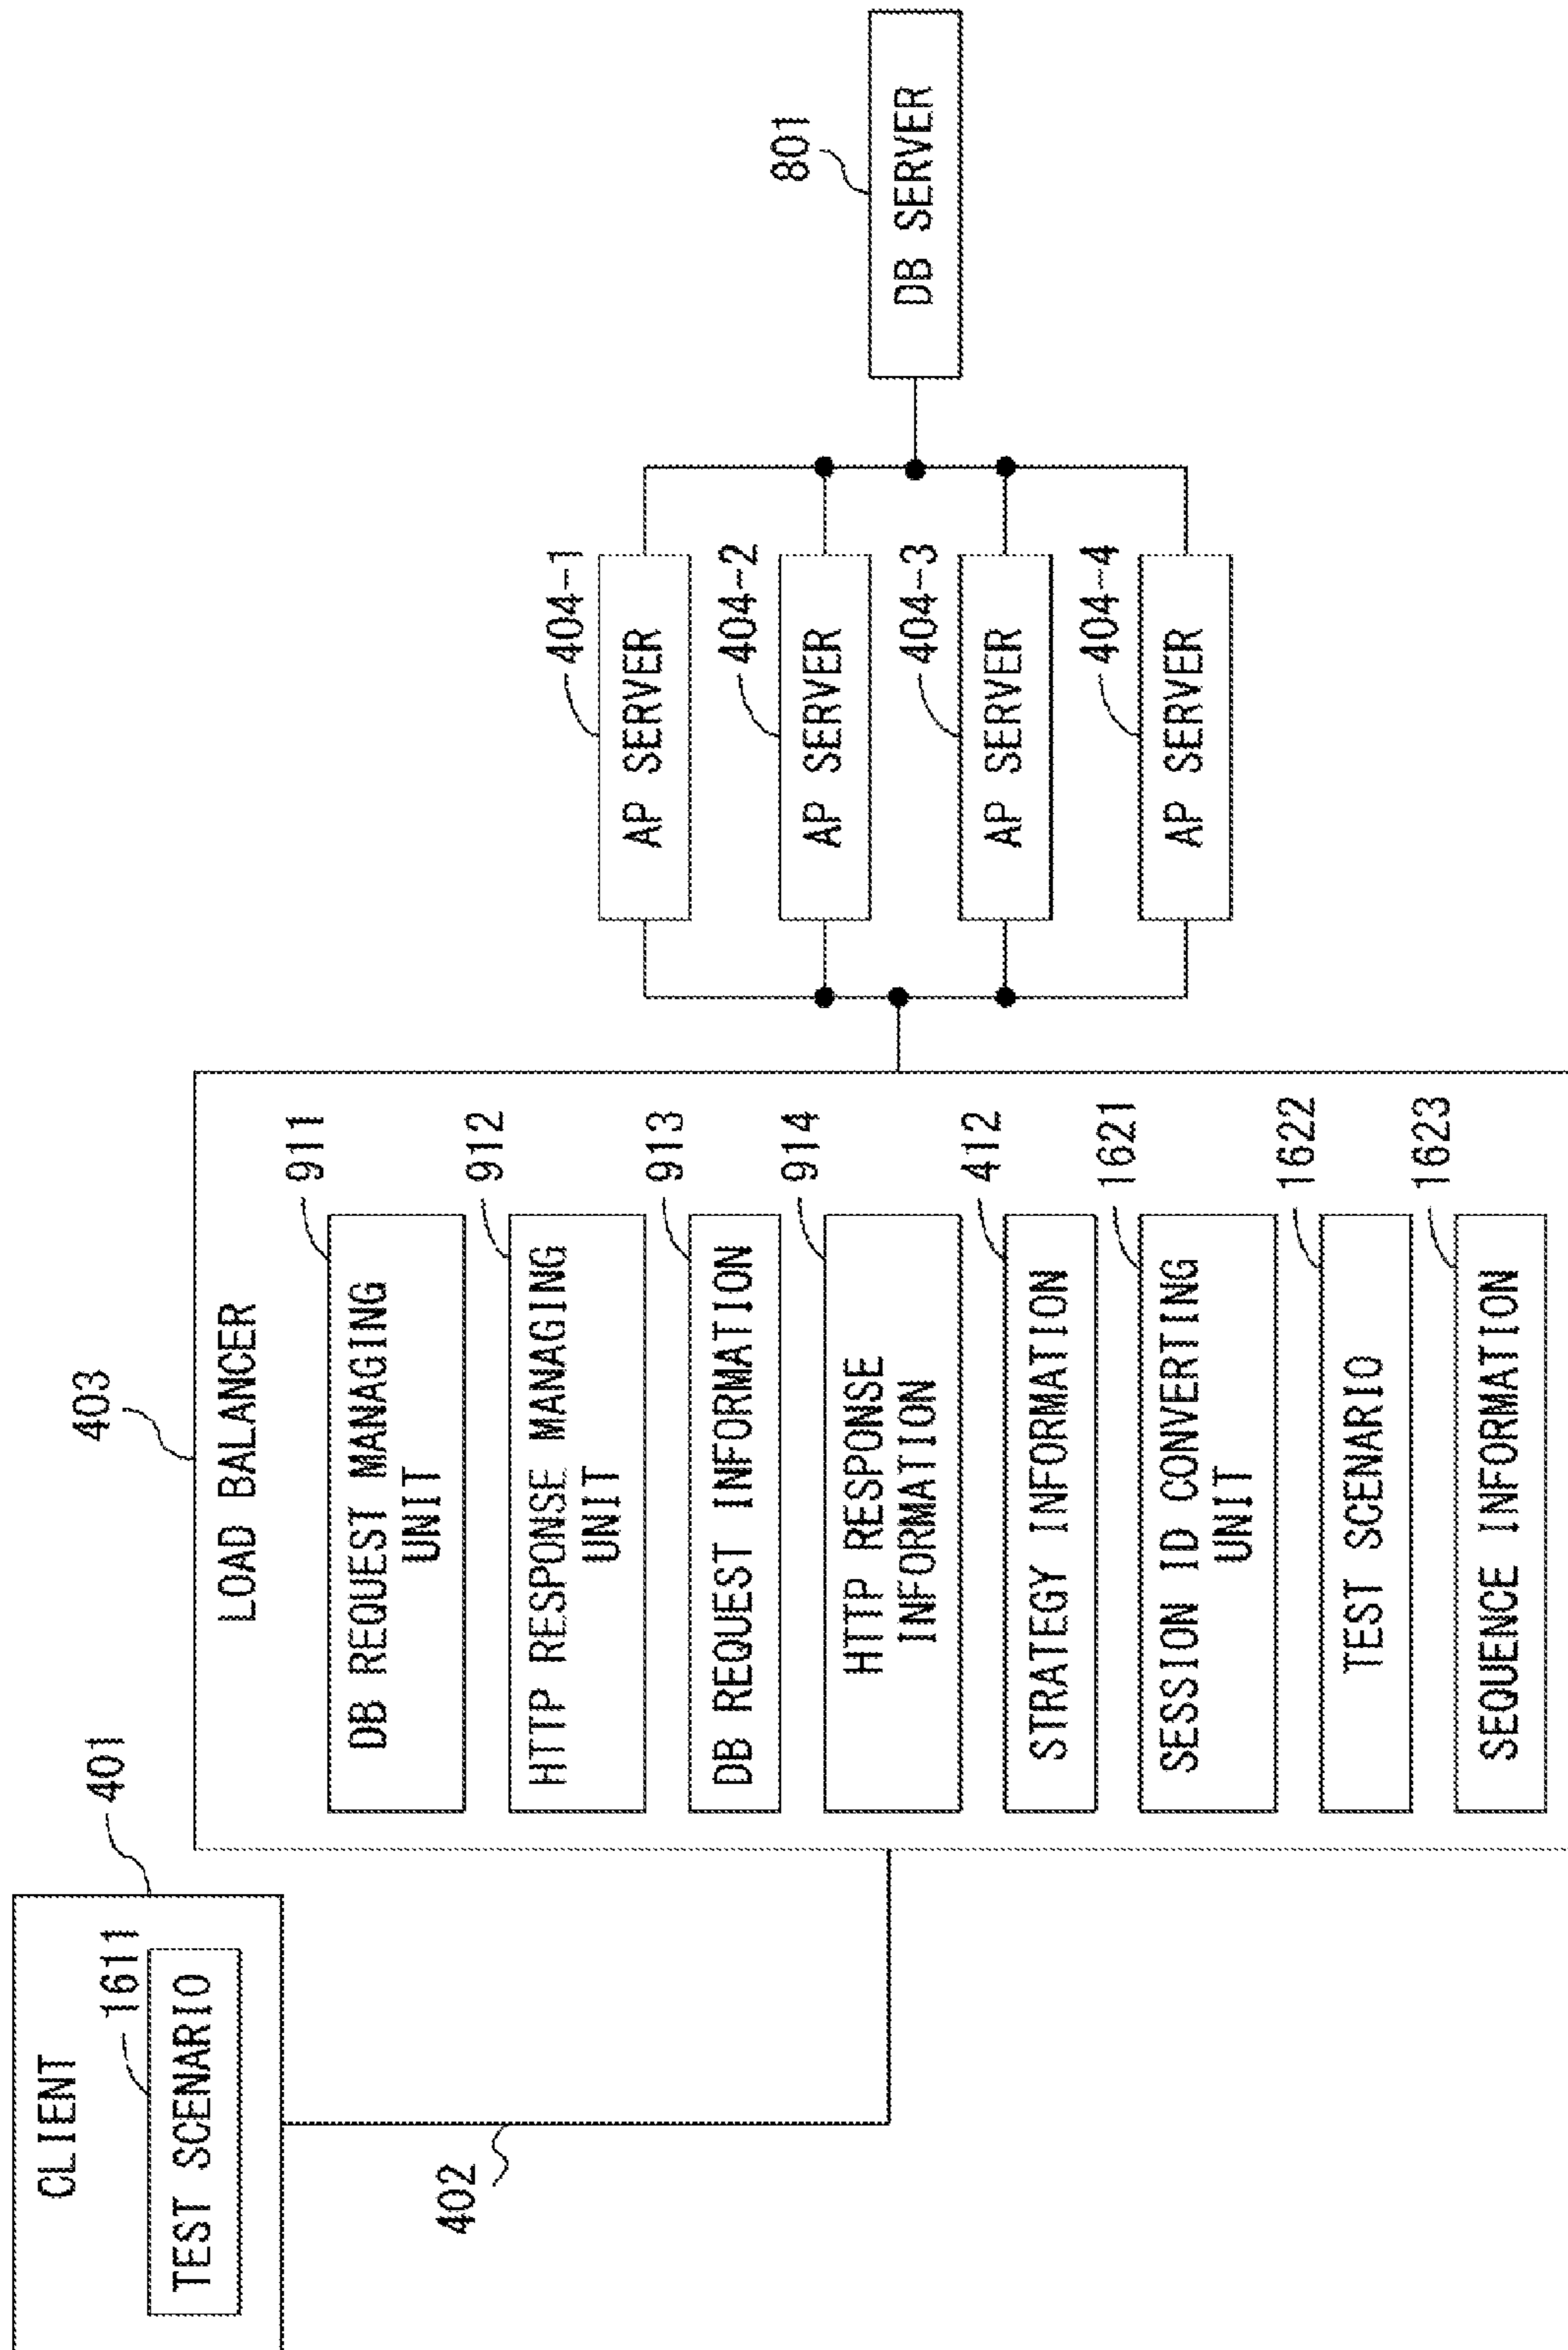 CLIENT
401
1611
TEST SCENARIO
402
403
LOAD BALANCER
911
DB REQUEST MANAGING
UNIT
912
HTTP RESPONSE MANAGING
UNIT
913
DB REQUEST INFORMATION
914
HTTP RESPONSE
INFORMATION
412
STRATEGY INFORMATION
1621
SESSION ID CONVERTING
UNIT
1622
TEST SCENARIO
1623
SEQUENCE INFORMATION
404-1
AP SERVER
404-2
AP SERVER
404-3
AP SERVER
404-4
AP SERVER
801
DB SERVER